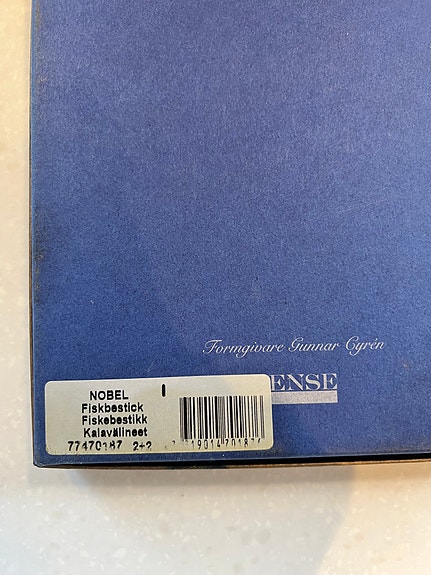 Formgivare Gunnar Cyrén
ENSE
NOBEL
Fiskbestick
Fiskebestikk
Kalavälineet
77470187 2+2